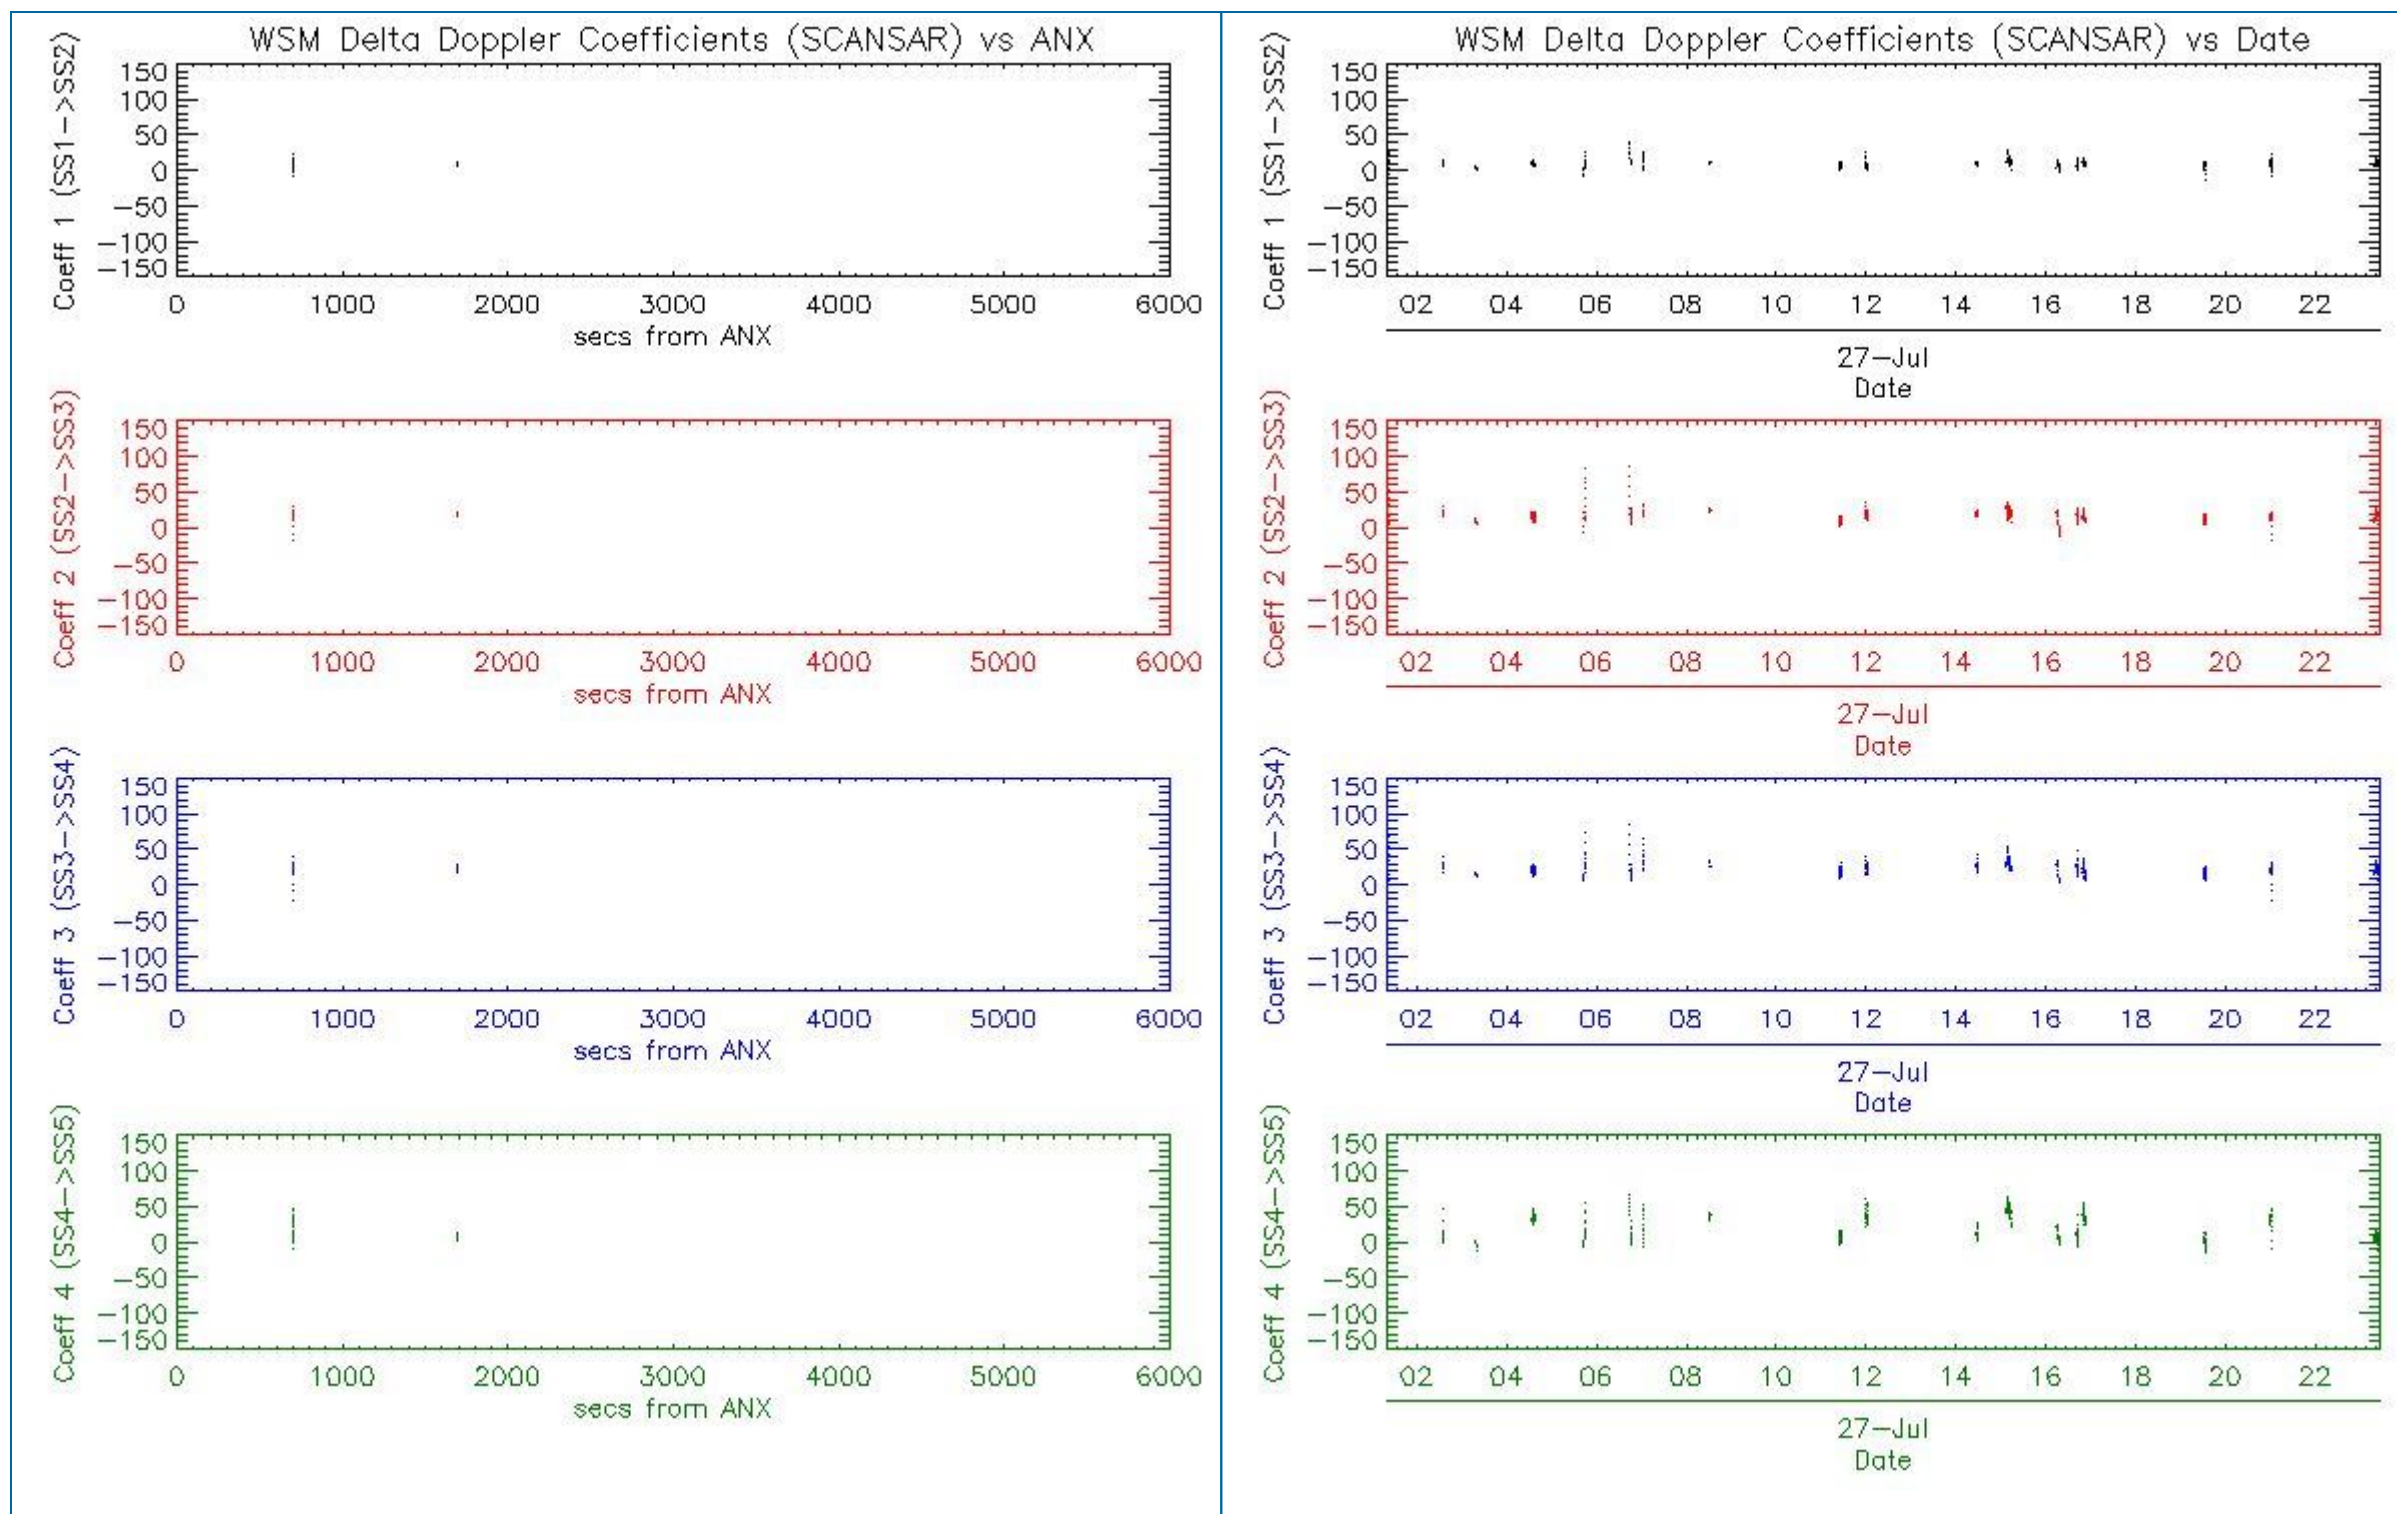 WSM Delta Doppler Coefficients (SCANSAR) vs ANX
Coeff 1 (SS1->SS2)
150
100
50
0
-50
-100
-150
0 1000 2000 3000 4000 5000 6000
secs from ANX
Coeff 2 (SS2->SS3)
150
100
50
0
-50
-100
-150
0 1000 2000 3000 4000 5000 6000
secs from ANX
Coeff 3 (SS3->SS4)
150
100
50
0
-50
-100
-150
0 1000 2000 3000 4000 5000 6000
secs from ANX
Coeff 4 (SS4->SS5)
150
100
50
0
-50
-100
-150
0 1000 2000 3000 4000 5000 6000
secs from ANX
WSM Delta Doppler Coefficients (SCANSAR) vs Date
Coeff 1 (SS1->SS2)
150
100
50
0
-50
-100
-150
02 04 06 08 10 12 14 16 18 20 22
27-Jul
Date
Coeff 2 (SS2->SS3)
150
100
50
0
-50
-100
-150
02 04 06 08 10 12 14 16 18 20 22
27-Jul
Date
Coeff 3 (SS3->SS4)
150
100
50
0
-50
-100
-150
02 04 06 08 10 12 14 16 18 20 22
27-Jul
Date
Coeff 4 (SS4->SS5)
150
100
50
0
-50
-100
-150
02 04 06 08 10 12 14 16 18 20 22
27-Jul
Date